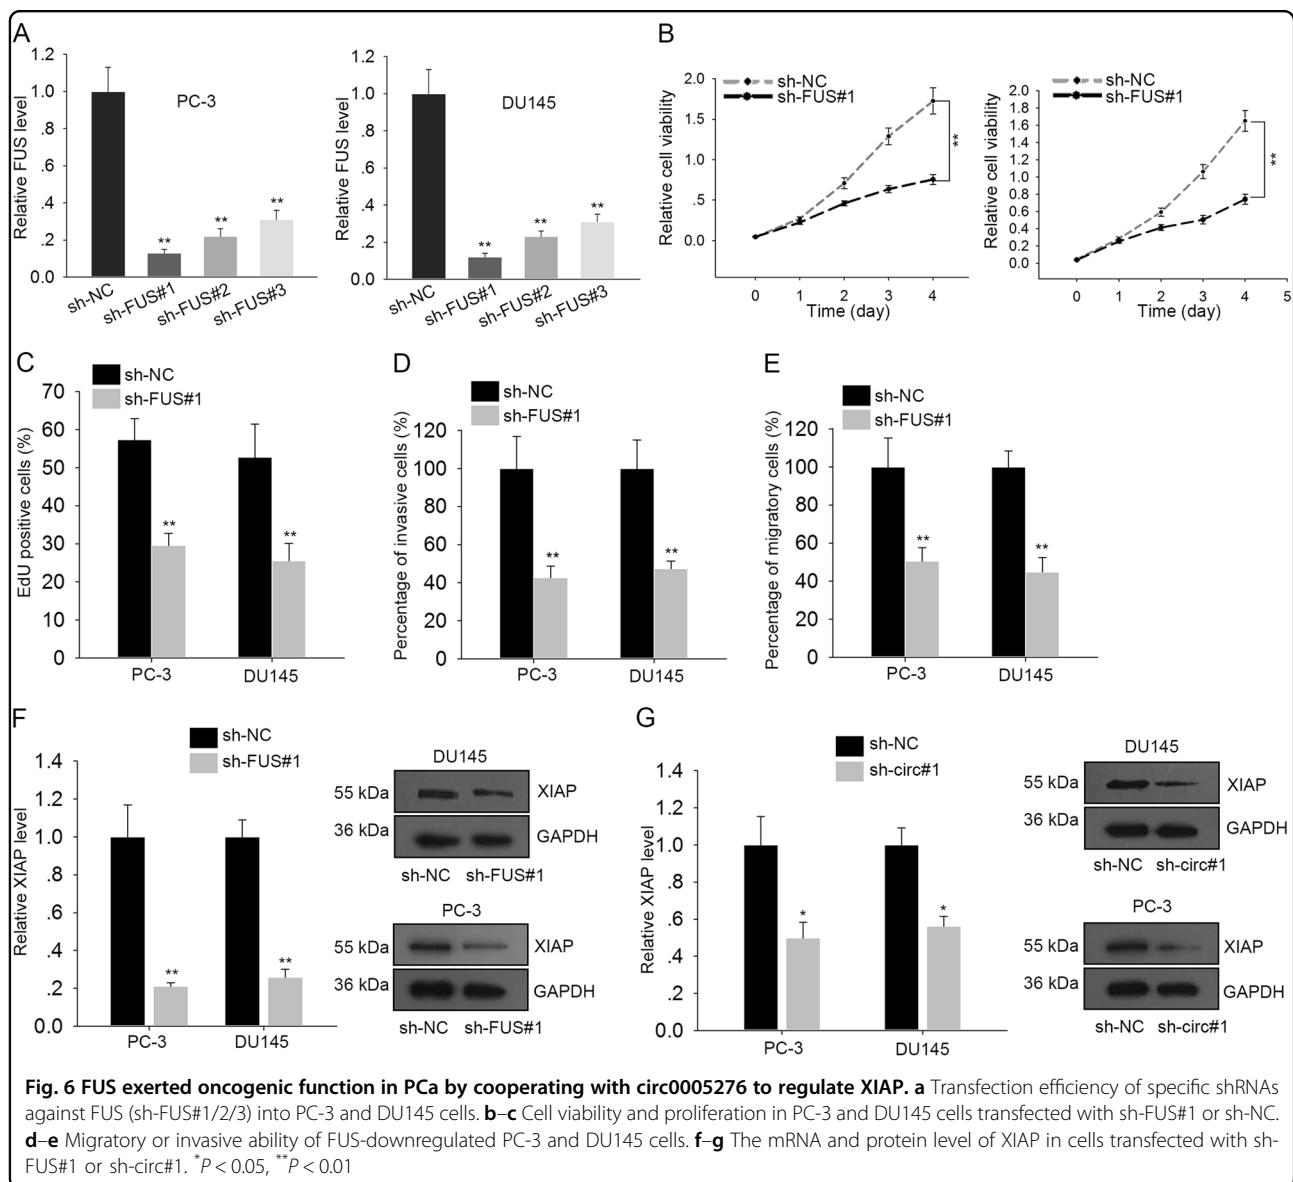 A
1.2
1.0
.8
.6
.4
.2
0.0
Relative FUS level
PC-3
**
**
**
sh-NC
sh-FUS#1
sh-FUS#2
sh-FUS#3
1.2
1.0
.8
.6
.4
.2
0.0
Relative FUS level
DU145
**
**
**
sh-NC
sh-FUS#1
sh-FUS#2
sh-FUS#3
B
sh-NC
sh-FUS#1
2.0
1.5
1.0
.5
0.0
Relative cell viability
**
0 1 2 3 4
Time (day)
sh-NC
sh-FUS#1
2.0
1.8
1.6
1.4
1.2
1.0
0.8
0.6
0.4
0.2
0.0
Relative cell viability
**
0 1 2 3 4 5
Time (day)
C
sh-NC
sh-FUS#1
70
60
50
40
30
20
10
0
EdU positive cells (%)
**
**
PC-3 DU145
D
sh-NC
sh-FUS#1
120
100
80
60
40
20
0
Percentage of invasive cells (%)
**
**
PC-3 DU145
E
sh-NC
sh-FUS#1
120
100
80
60
40
20
0
Percentage of migratory cells (%)
**
**
PC-3 DU145
F
sh-NC
sh-FUS#1
1.4
1.2
1.0
.8
.6
.4
.2
0.0
Relative XIAP level
**
**
PC-3 DU145
DU145
55 kDa XIAP
36 kDa GAPDH
sh-NC sh-FUS#1
PC-3
55 kDa XIAP
36 kDa GAPDH
sh-NC sh-FUS#1
G
sh-NC
sh-circ#1
1.4
1.2
1.0
.8
.6
.4
.2
0.0
Relative XIAP level
*
*
PC-3 DU145
DU145
55 kDa XIAP
36 kDa GAPDH
sh-NC sh-circ#1
PC-3
55 kDa XIAP
36 kDa GAPDH
sh-NC sh-circ#1
Fig. 6 FUS exerted oncogenic function in PCa by cooperating with circ0005276 to regulate XIAP. a Transfection efficiency of specific shRNAs
against FUS (sh-FUS#1/2/3) into PC-3 and DU145 cells. b–c Cell viability and proliferation in PC-3 and DU145 cells transfected with sh-FUS#1 or sh-NC.
d–e Migratory or invasive ability of FUS-downregulated PC-3 and DU145 cells. f–g The mRNA and protein level of XIAP in cells transfected with sh-
FUS#1 or sh-circ#1. *P < 0.05, **P < 0.01